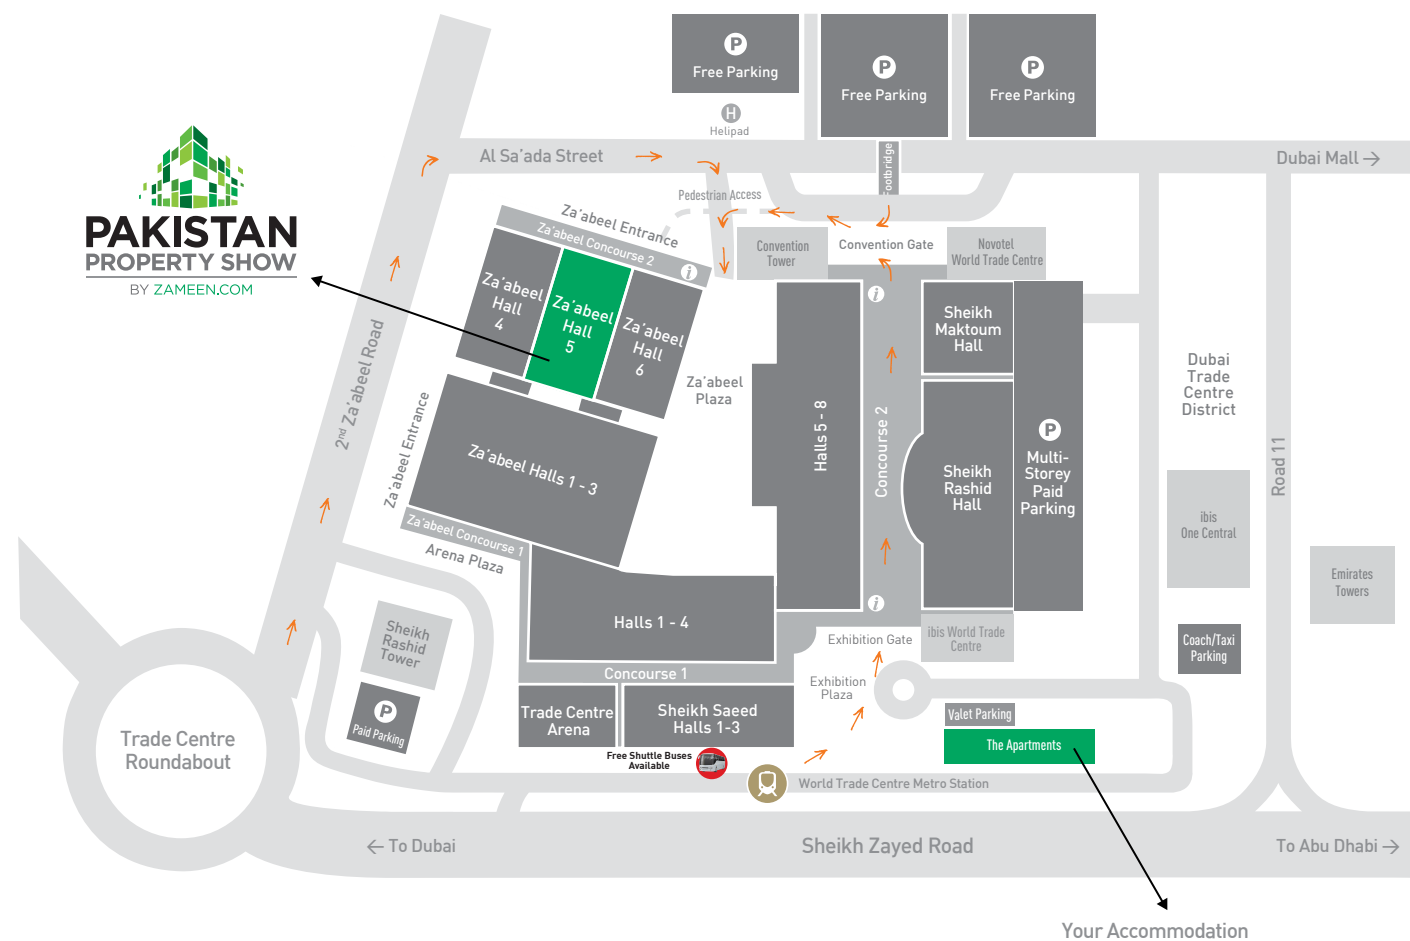 P
Free Parking
P
Free Parking
P
Free Parking
H
Helipad
Footbridge
Al Sa'ada Street
Dubai Mall →
Pedestrian Access
PAKISTAN
PROPERTY SHOW
BY ZAMEEN.COM
Za'abeel Entrance
Za'abeel Concourse 2
i
Convention
Tower
Convention Gate
Novotel
World Trade Centre
Za'abeel
Hall
4
Za'abeel
Hall
5
Za'abeel
Hall
6
i
Sheikh
Maktoum
Hall
2nd Za'abeel Road
Za'abeel
Plaza
Dubai
Trade
Centre
District
Za'abeel Entrance
Za'abeel Halls 1 - 3
Halls 5 - 8
Concourse 2
Sheikh
Rashid
Hall
P
Multi-
Storey
Paid
Parking
Road 11
ibis
One Central
Za'abeel Concourse 1
Arena Plaza
Emirates
Towers
i
Halls 1 - 4
Sheikh
Rashid
Tower
Exhibition Gate
ibis World Trade
Centre
Coach/Taxi
Parking
Concourse 1
Exhibition
Plaza
P
Paid Parking
Trade Centre
Arena
Sheikh Saeed
Halls 1-3
Valet Parking
The Apartments
Trade Centre
Roundabout
Free Shuttle Buses
Available
World Trade Centre Metro Station
← To Dubai
Sheikh Zayed Road
To Abu Dhabi →
Your Accommodation